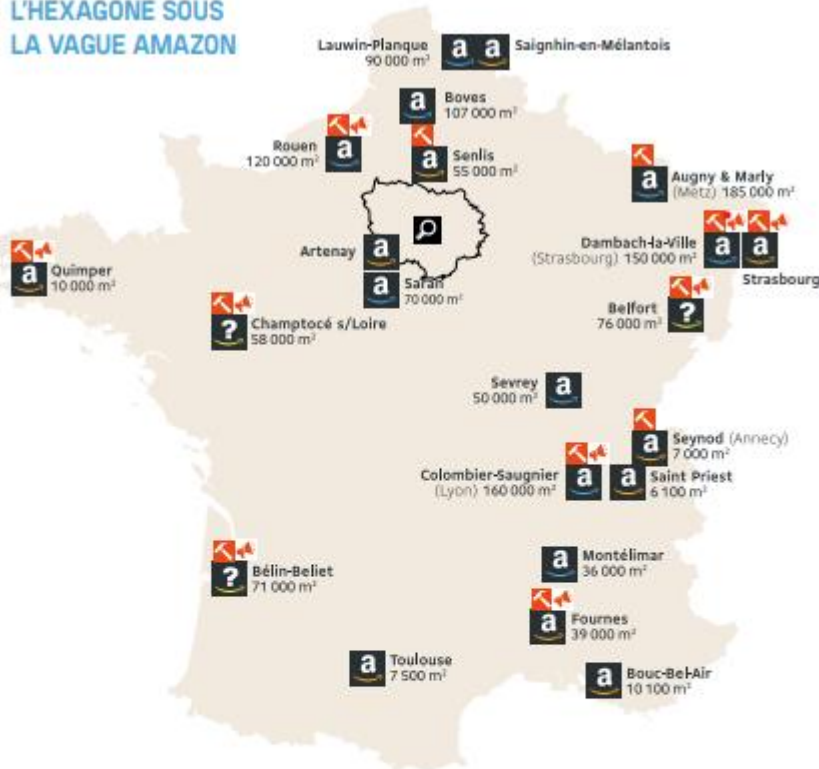 L'HEXAGONE SOUS
LA VAGUE AMAZON
Lauwin-Planque
90 000 m²
Saignhin-en-Mélantois
Boves
107 000 m²
Rouen
120 000 m²
Senlis
55 000 m²
Augny & Marly
(Metz) 185 000 m²
Artenay
Dambach-la-Ville
(Strasbourg) 150 000 m²
Strasbourg
Quimper
10 000 m²
Saran
70 000 m²
Champtocé s/Loire
58 000 m²
Belfort
76 000 m²
Sevrey
50 000 m²
Seynod (Annecy)
7 000 m²
Colombier-Saugnier
(Lyon) 160 000 m²
Saint Priest
6 100 m²
Bélin-Beliet
71 000 m²
Montélimar
36 000 m²
Fournes
39 000 m²
Toulouse
7 500 m²
Bouc-Bel-Air
10 100 m²